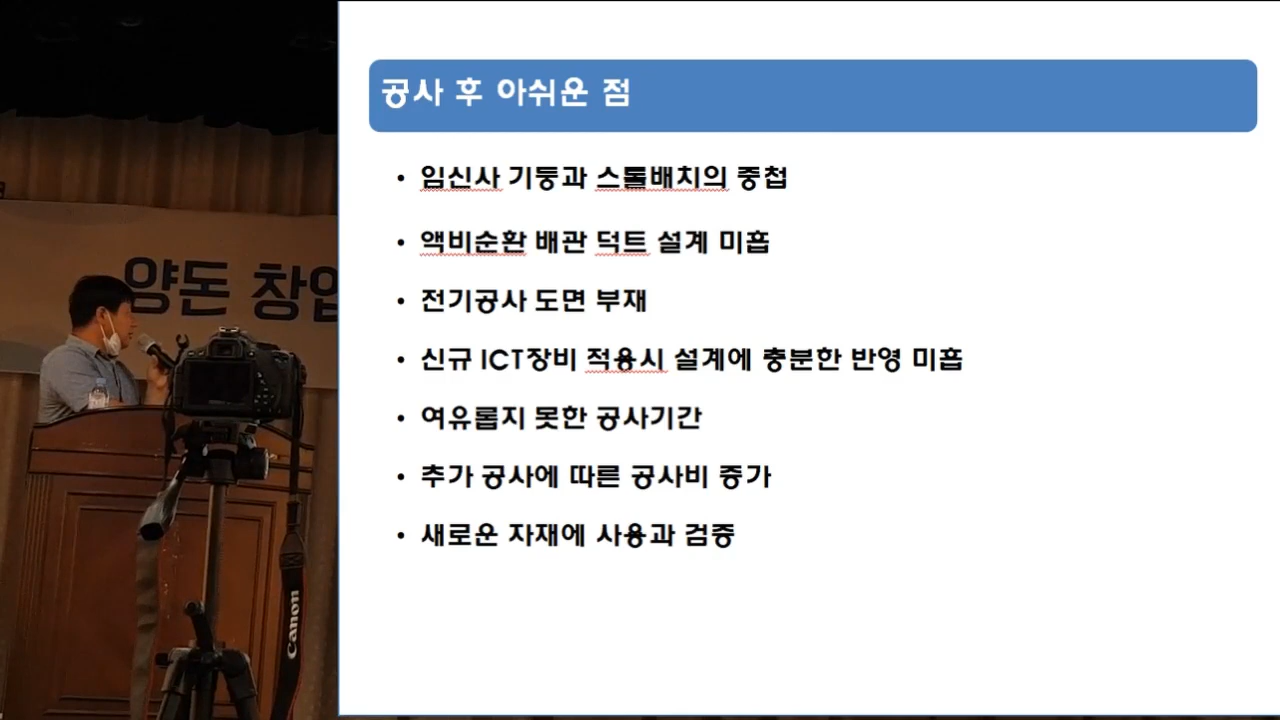 공사 후 아쉬운 점
• 임신사 기둥과 스톨배치의 중첩
• 액비순환 배관 덕트 설계 미흡
• 전기공사 도면 부재
• 신규 ICT장비 적용시 설계에 충분한 반영 미흡
• 여유롭지 못한 공사기간
• 추가 공사에 따른 공사비 증가
• 새로운 자재에 사용과 검증
양돈 창업
Canon